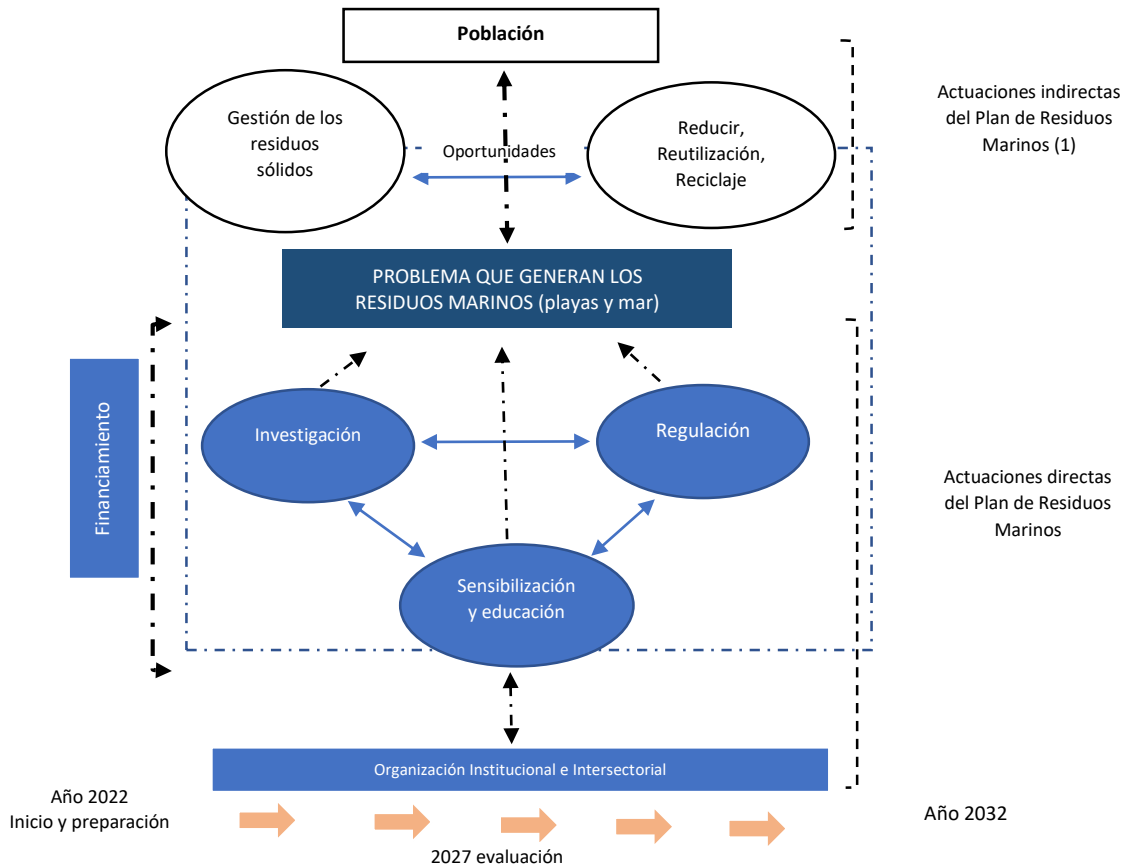 Población
Gestión de los
residuos
sólidos
Oportunidades
Reducir,
Reutilización,
Reciclaje
Actuaciones indirectas
del Plan de Residuos
Marinos (1)
PROBLEMA QUE GENERAN LOS
RESIDUOS MARINOS (playas y mar)
Financiamiento
Investigación
Regulación
Sensibilización
y educación
Actuaciones directas
del Plan de Residuos
Marinos
Organización Institucional e Intersectorial
Año 2022
Inicio y preparación
2027 evaluación
Año 2032